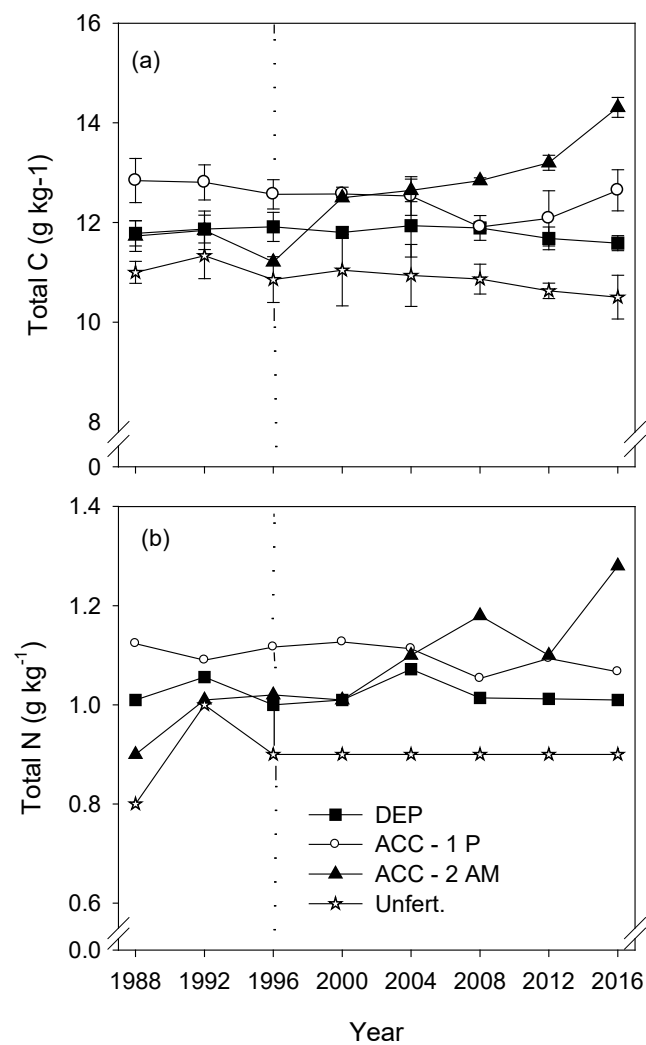 16
(a)
14
12
10
8
0
Total C (g kg-1)
1.4
(b)
1.2
1.0
0.8
0.6
0.0
Total N (g kg⁻¹)
DEP
ACC - 1 P
ACC - 2 AM
Unfert.
1988 1992 1996 2000 2004 2008 2012 2016
Year